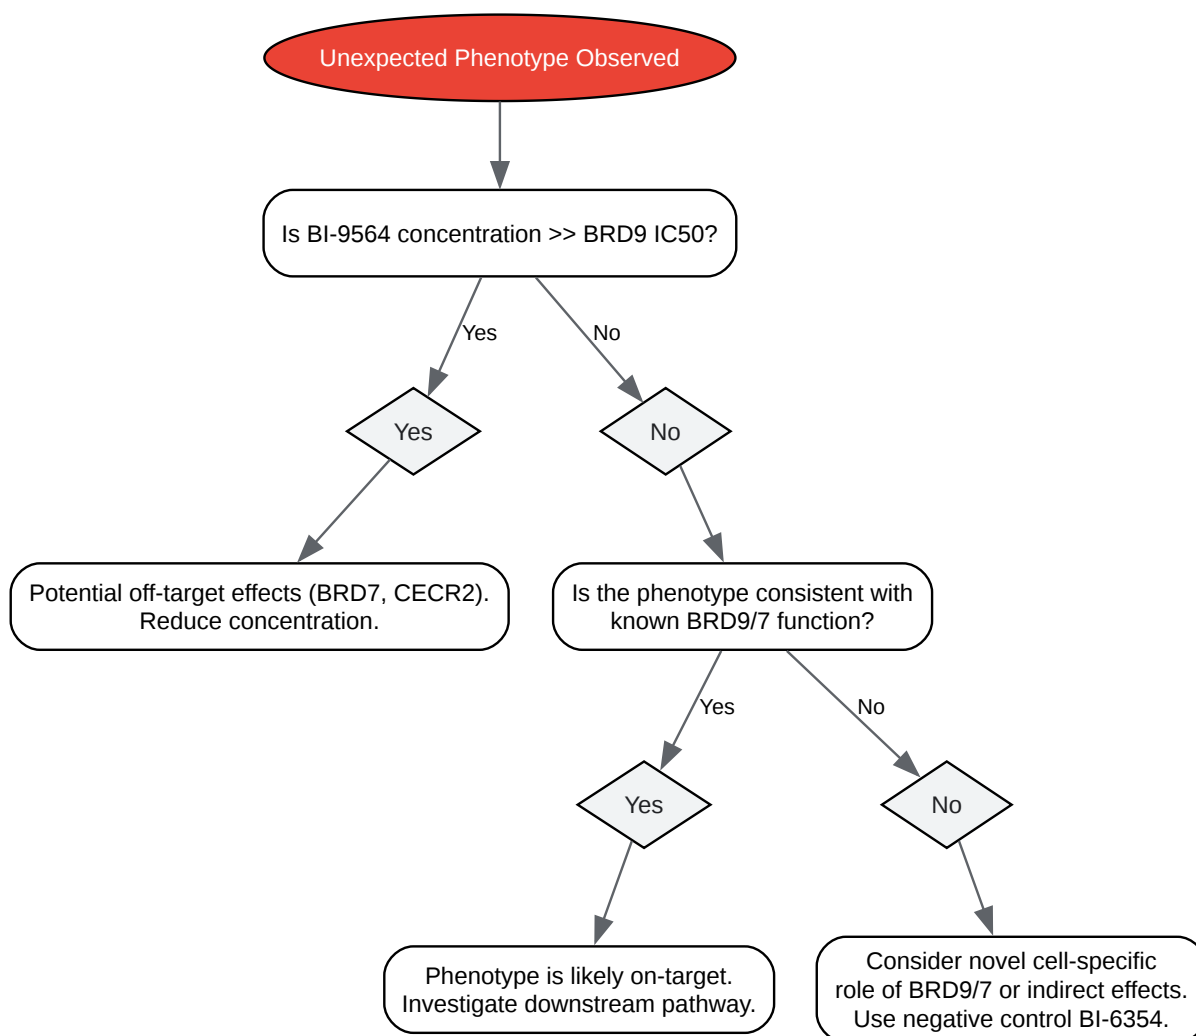 Unexpected Phenotype Observed
Is BI-9564 concentration >> BRD9 IC50?
Yes
No
Yes
No
Potential off-target effects (BRD7, CECR2).
Reduce concentration.
Is the phenotype consistent with
known BRD9/7 function?
Yes
No
Yes
No
Phenotype is likely on-target.
Investigate downstream pathway.
Consider novel cell-specific
role of BRD9/7 or indirect effects.
Use negative control BI-6354.